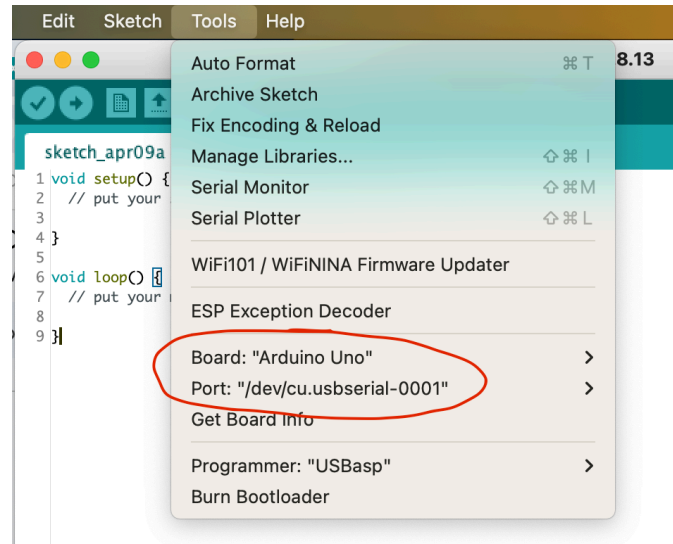 Edit Sketch Tools Help
8.13
Auto Format ⌘ T
Archive Sketch
Fix Encoding & Reload
Manage Libraries... ⇧ ⌘ I
Serial Monitor ⇧ ⌘ M
Serial Plotter ⇧ ⌘ L
WiFi101 / WiFiNINA Firmware Updater
ESP Exception Decoder
Board: "Arduino Uno"
Port: "/dev/cu.usbserial-0001"
Get Board Info
Programmer: "USBasp"
Burn Bootloader
sketch_apr09a
1 void setup() {
2 // put your
3
4 }
5
6 void loop() {
7 // put your
8
9 }